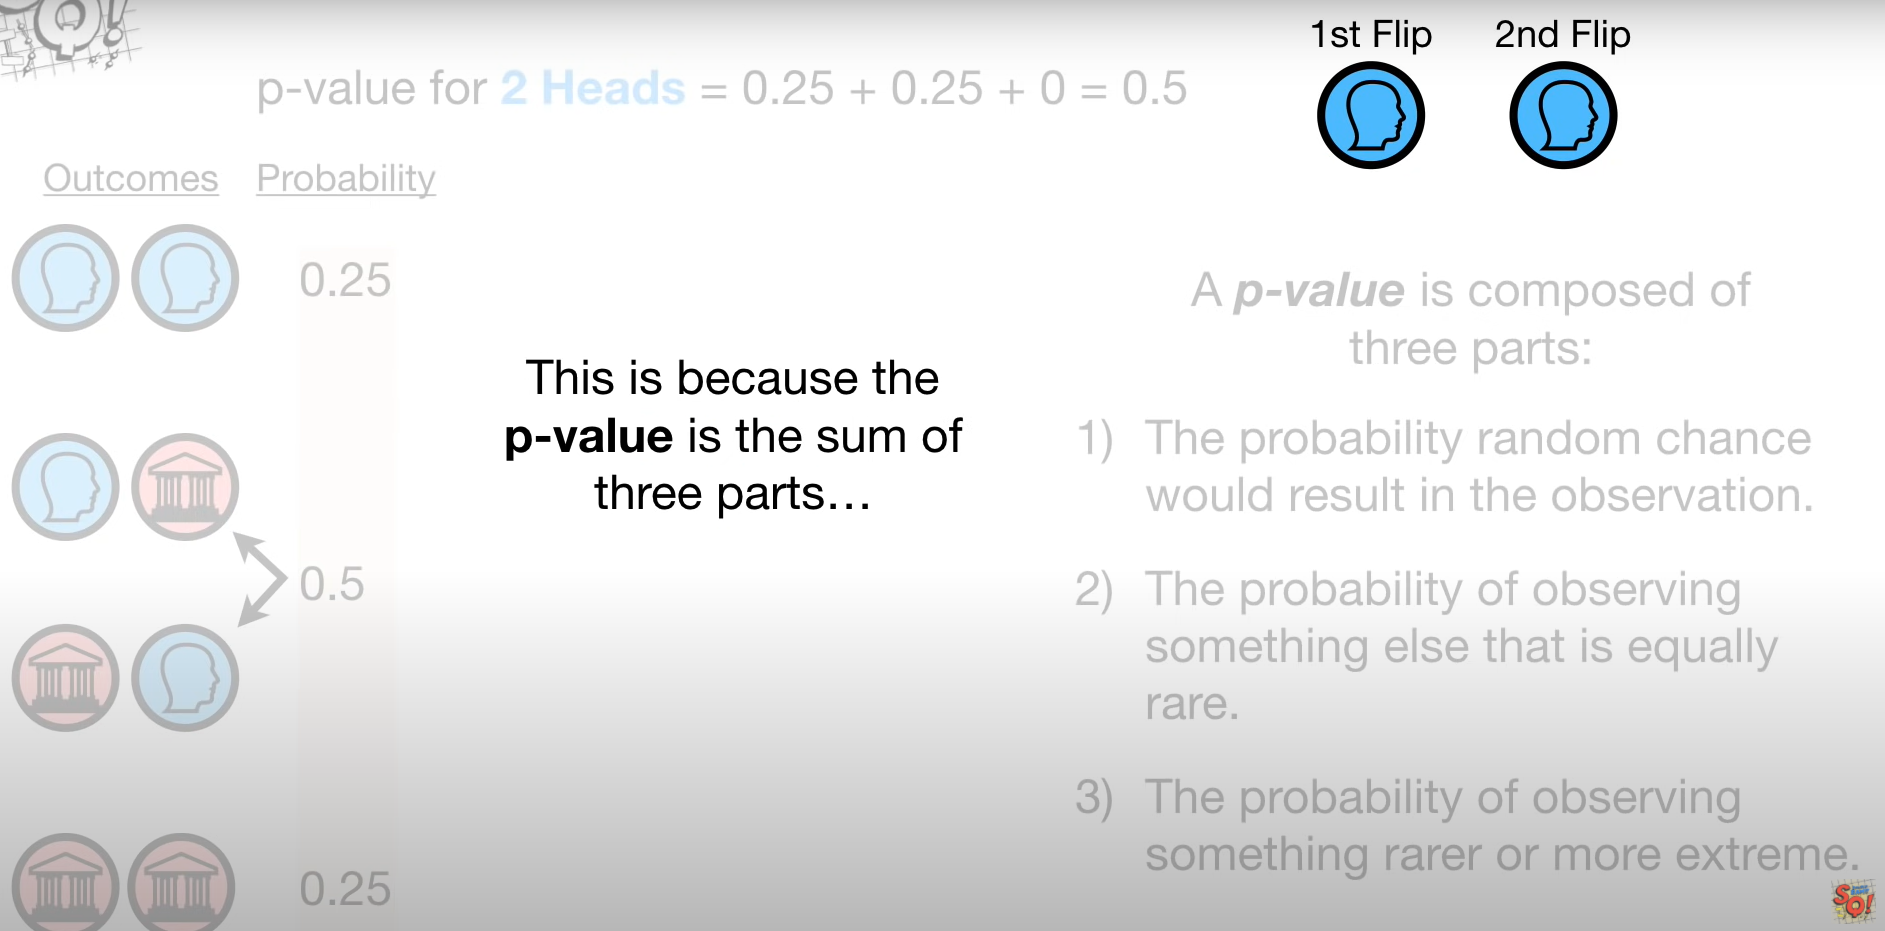 1st Flip 2nd Flip
p-value for 2 Heads = 0.25 + 0.25 + 0 = 0.5
Outcomes Probability
0.25
0.5
0.25
This is because the
p-value is the sum of
three parts…
A p-value is composed of
three parts:
1) The probability random chance
would result in the observation.
2) The probability of observing
something else that is equally
rare.
3) The probability of observing
something rarer or more extreme.
SQ!